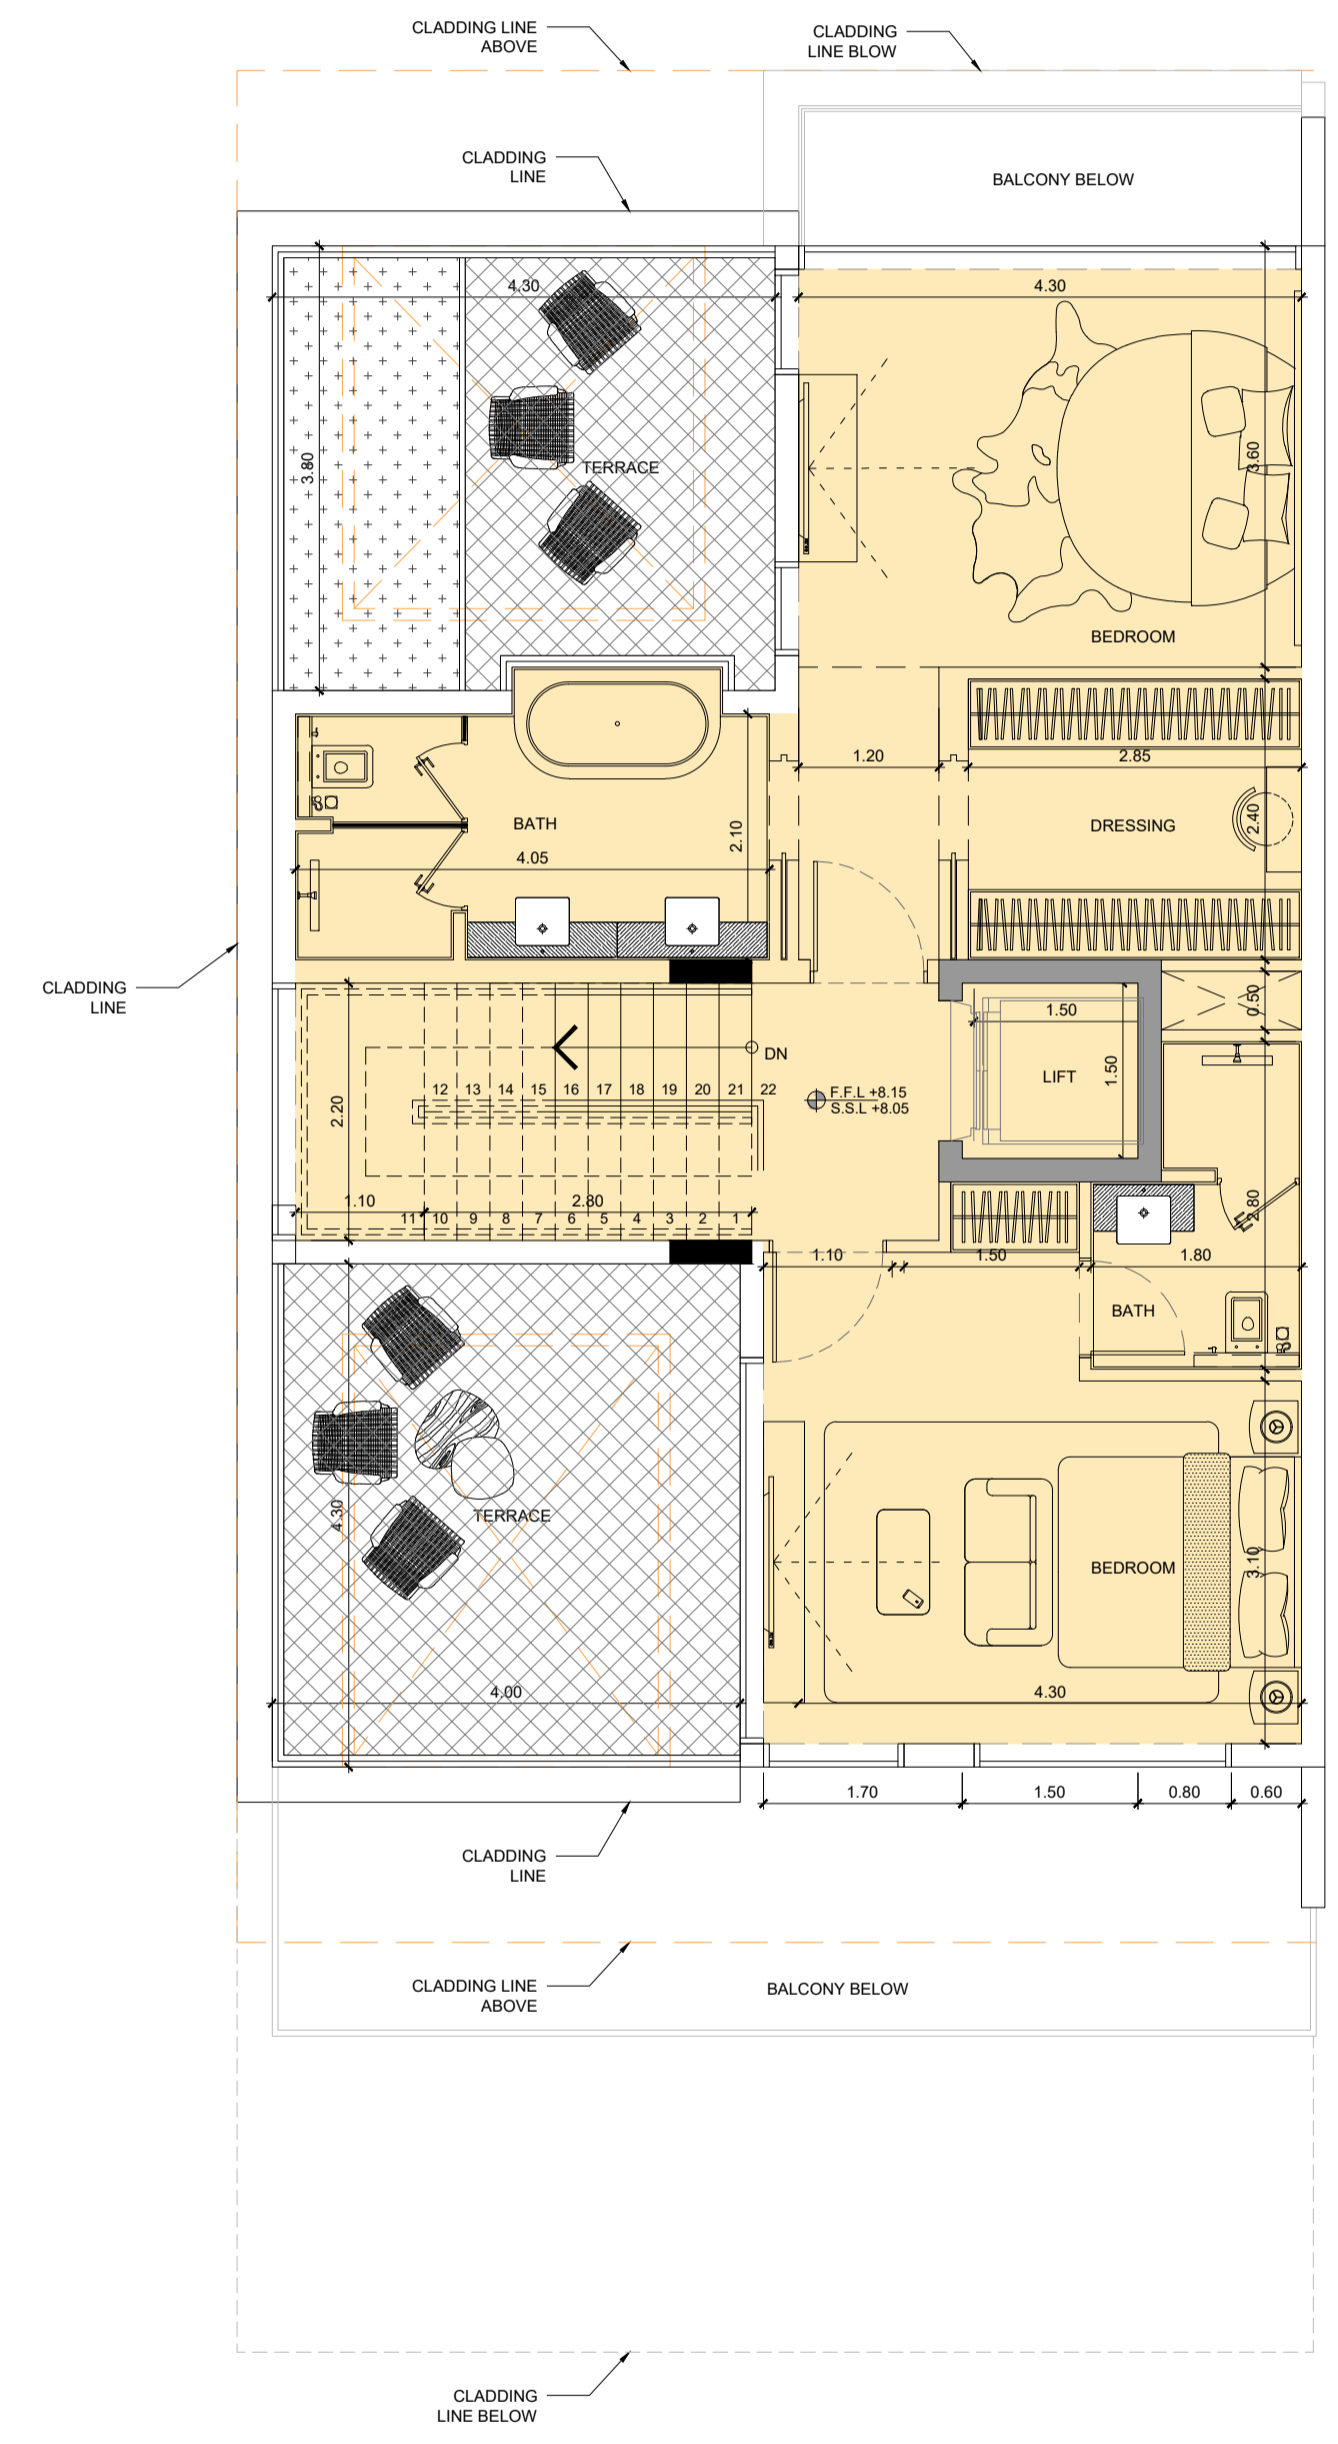 CLADDING LINE
ABOVE
CLADDING
LINE BLOW
CLADDING
LINE
BALCONY BELOW
4.30
4.30
3.80
TERRACE
3.60
BEDROOM
1.20
2.85
BATH
2.10
DRESSING
2.40
4.05
CLADDING
LINE
0.50
1.50
DN
LIFT
1.50
12 13 14 15 16 17 18 19 20 21 22
F.F.L +8.15
S.S.L +8.05
2.20
1.10
2.80
2.80
11 10 9 8 7 6 5 4 3 2 1
1.10
1.50
1.80
BATH
4.30
TERRACE
BEDROOM
3.10
4.00
4.30
1.70
1.50
0.80
0.60
CLADDING
LINE
CLADDING LINE
ABOVE
BALCONY BELOW
CLADDING
LINE BELOW